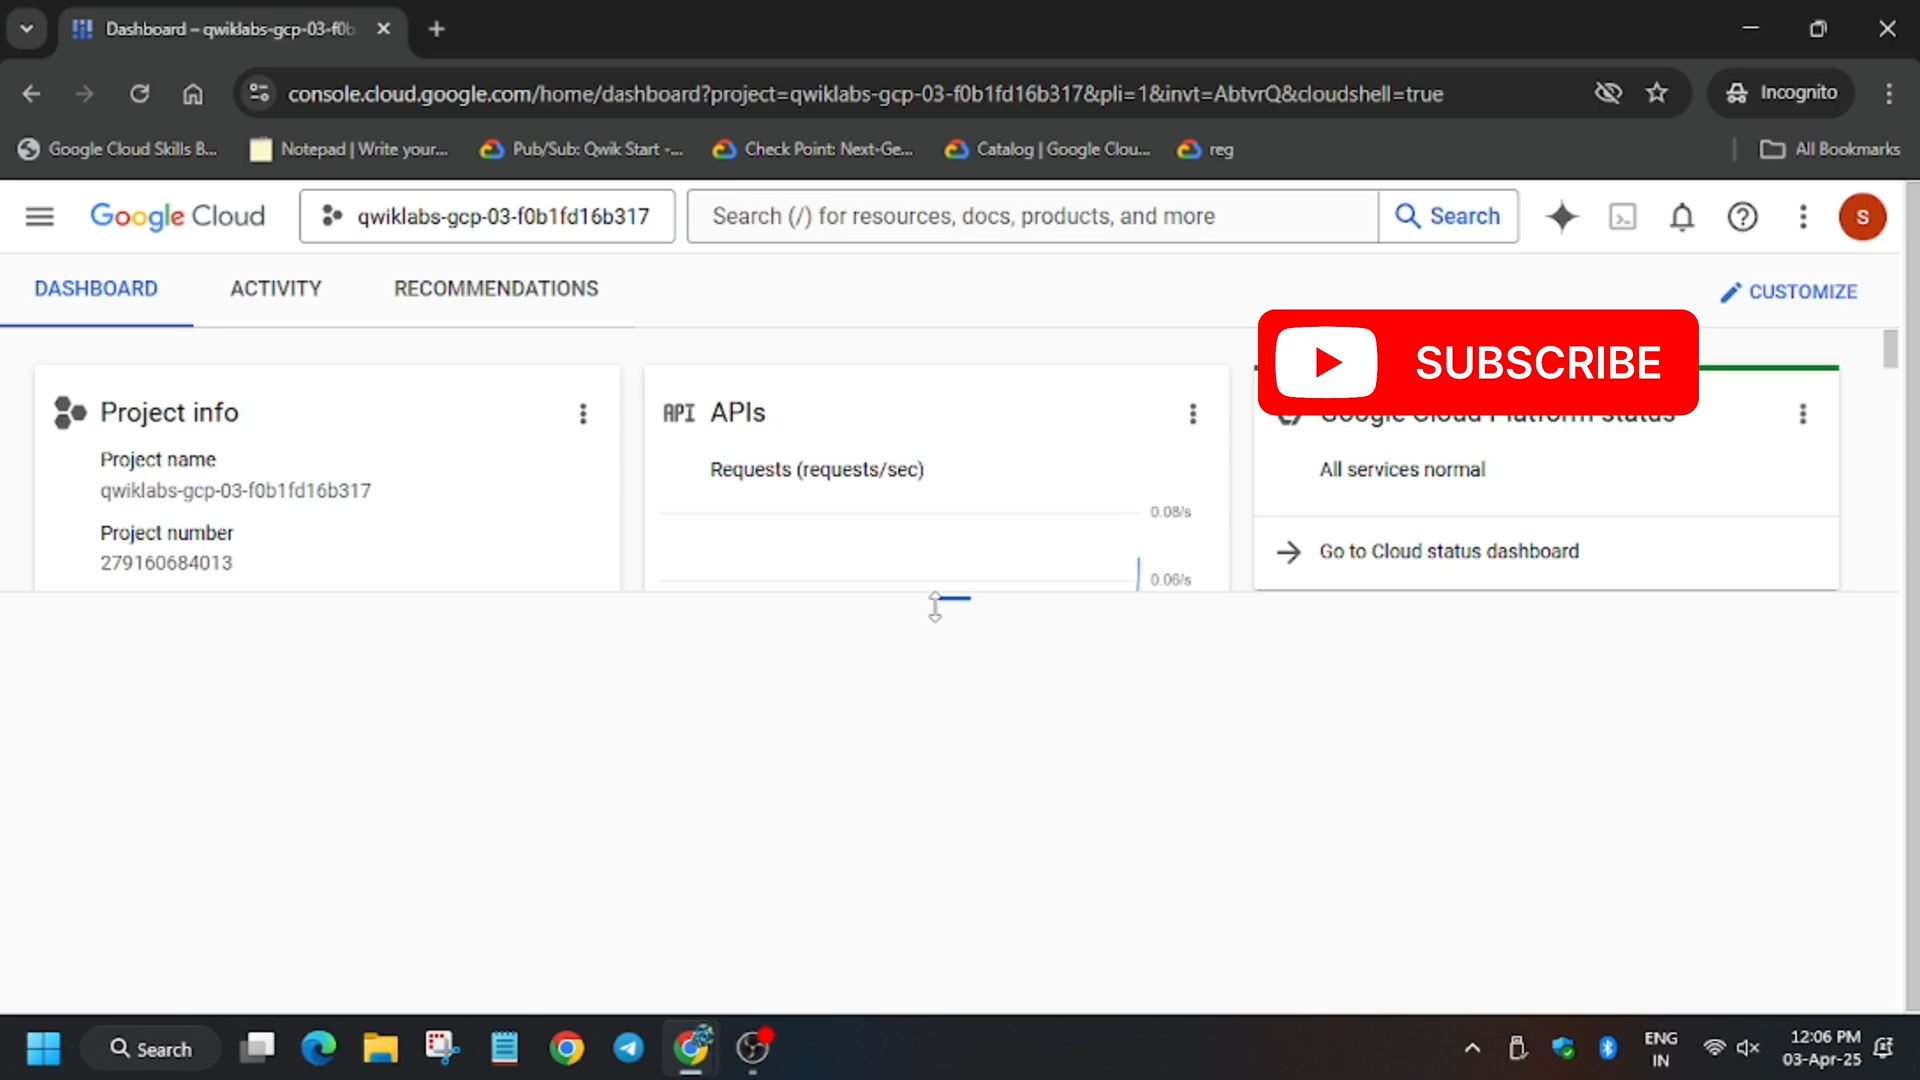 Dashboard – qwiklabs-gcp-03-f0b
console.cloud.google.com/home/dashboard?project=qwiklabs-gcp-03-f0b1fd16b317&pli=1&invt=AbtvrQ&cloudshell=true
Incognito
Google Cloud Skills B...
Notepad | Write your...
Pub/Sub: Qwik Start -...
Check Point: Next-Ge...
Catalog | Google Clou...
reg
All Bookmarks
Google Cloud
qwiklabs-gcp-03-f0b1fd16b317
Search (/) for resources, docs, products, and more
Search
S
DASHBOARD
ACTIVITY
RECOMMENDATIONS
CUSTOMIZE
SUBSCRIBE
Project info
Project name
qwiklabs-gcp-03-f0b1fd16b317
Project number
279160684013
API APIs
Requests (requests/sec)
0.08/s
0.06/s
Google Cloud Platform status
All services normal
Go to Cloud status dashboard
Search
ENG
IN
12:06 PM
03-Apr-25